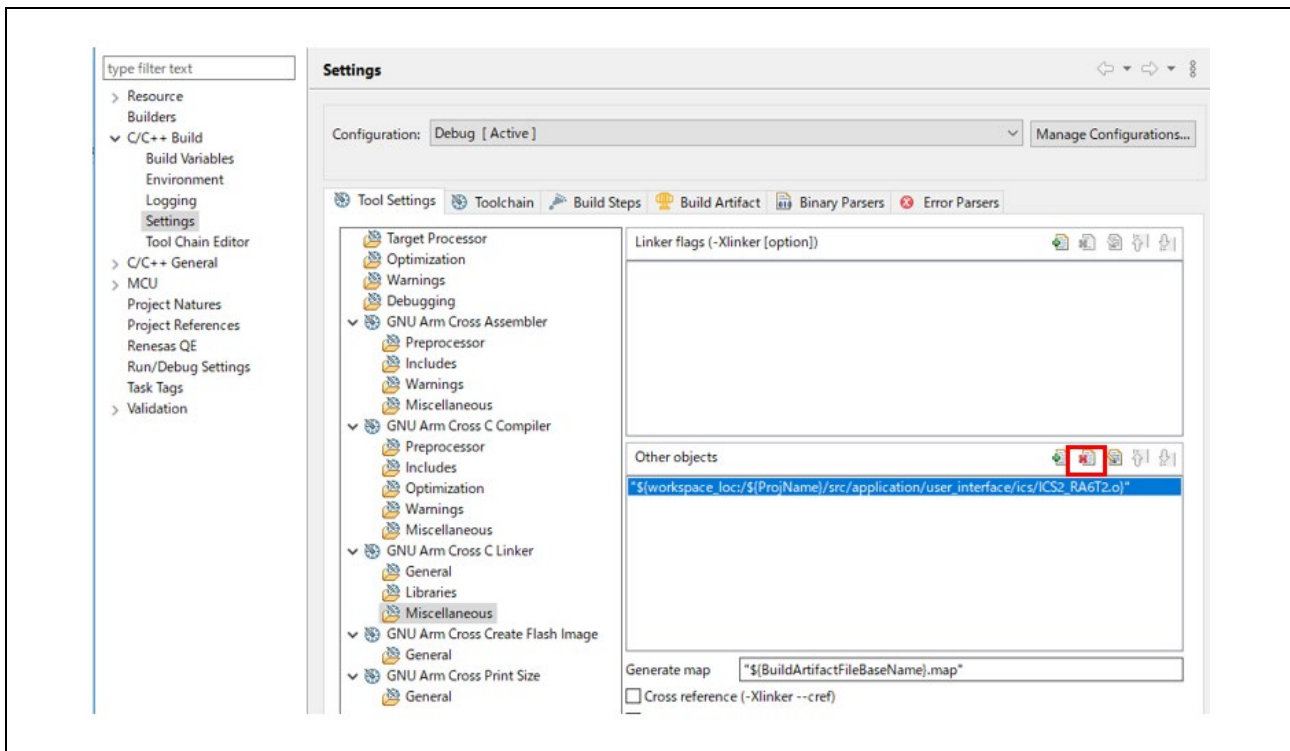 type filter text
Resource
Builders
C/C++ Build
Build Variables
Environment
Logging
Settings
Tool Chain Editor
C/C++ General
MCU
Project Natures
Project References
Renesas QE
Run/Debug Settings
Task Tags
Validation
Settings
Configuration: Debug [ Active ] Manage Configurations...
Tool Settings Toolchain Build Steps Build Artifact Binary Parsers Error Parsers
Target Processor
Optimization
Warnings
Debugging
GNU Arm Cross Assembler
Preprocessor
Includes
Warnings
Miscellaneous
GNU Arm Cross C Compiler
Preprocessor
Includes
Optimization
Warnings
Miscellaneous
GNU Arm Cross C Linker
General
Libraries
Miscellaneous
GNU Arm Cross Create Flash Image
General
GNU Arm Cross Print Size
General
Linker flags (-Xlinker [option])
Other objects
"${workspace_loc:/${ProjName}/src/application/user_interface/ics/ICS2_RA6T2.o}"
Generate map "${BuildArtifactFileBaseName}.map"
Cross reference (-Xlinker --cref)